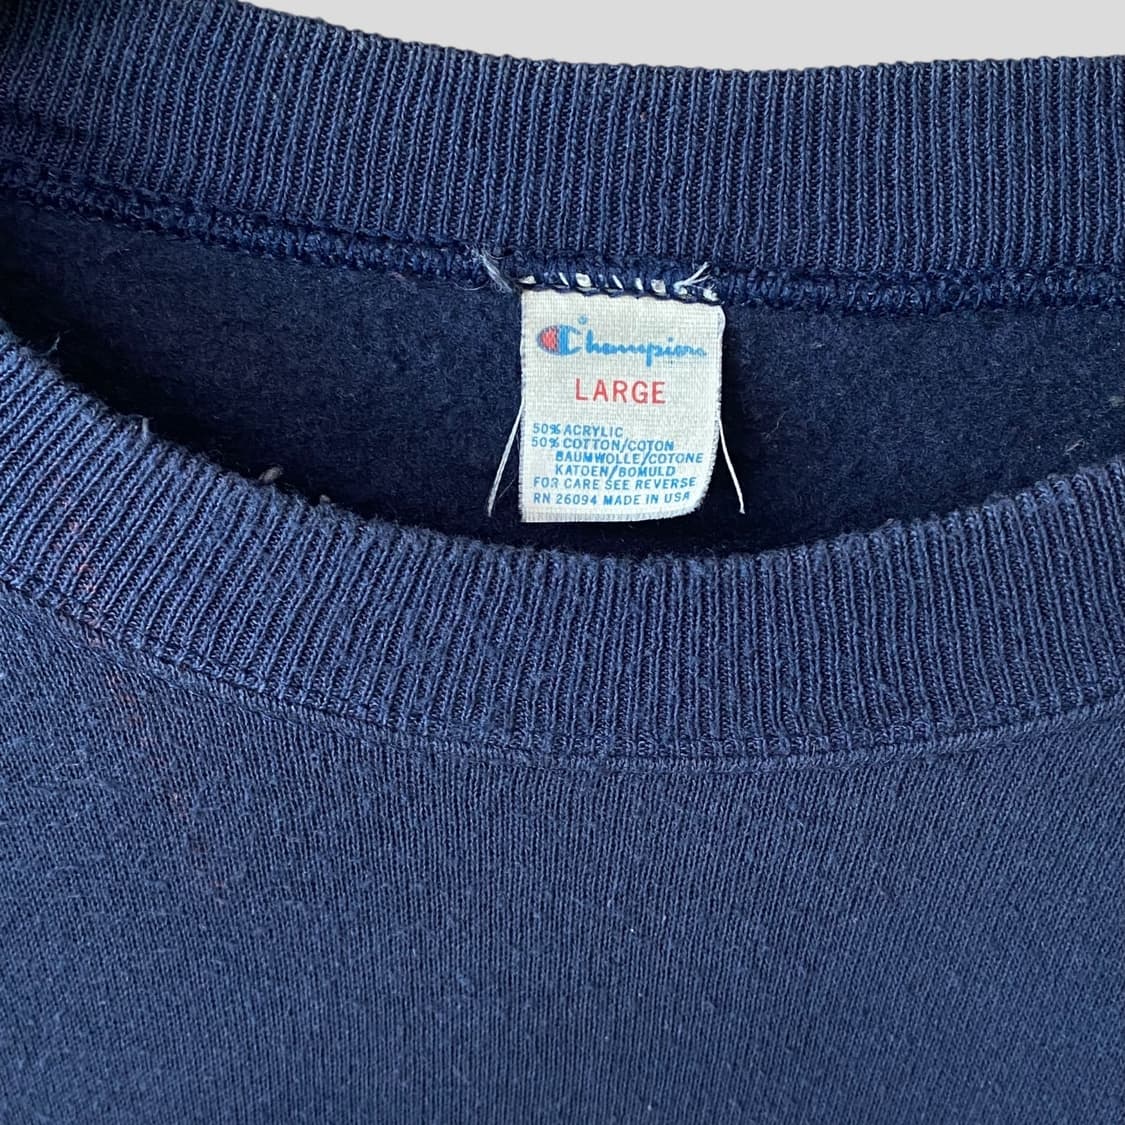 Champion
LARGE
50% ACRYLIC
50% COTTON/COTON
BAUMWOLLE/COTONE
KATOEN/BOMULD
FOR CARE SEE REVERSE
RN 26094 MADE IN USA